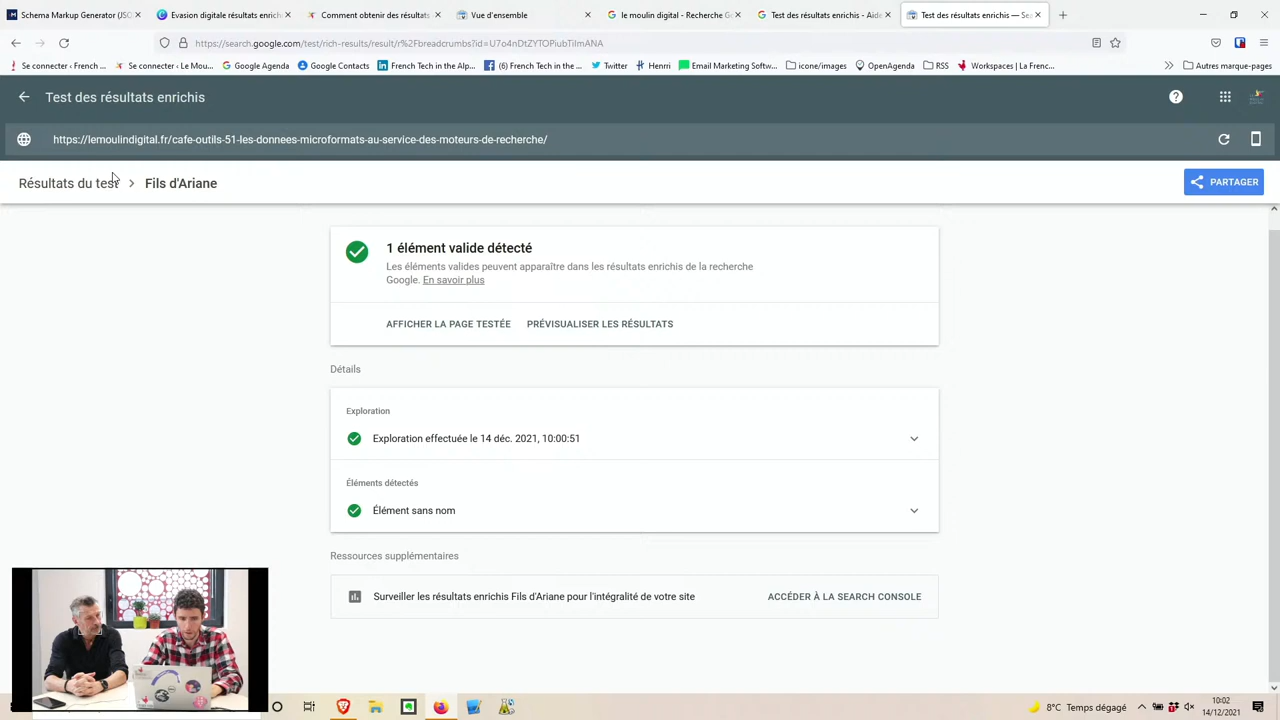 Schema Markup Generator (JSO
Evasion digitale résultats enrich
Comment obtenir des résultats
Vue d'ensemble
le moulin digital - Recherche G
Test des résultats enrichis - Aide
Test des résultats enrichis — Sea
https://search.google.com/test/rich-results/result/r%2Fbreadcrumbs?id=U7o4nDtZYTOPiubTilmANA
Se connecter ‹ French ...
Se connecter ‹ Le Mou...
Google Agenda
Google Contacts
French Tech in the Alp...
(6) French Tech in the ...
Twitter
Henrri
Email Marketing Softw...
icone/images
OpenAgenda
RSS
Workspaces | La Frenc...
Autres marque-pages
Test des résultats enrichis
https://lemoulindigital.fr/cafe-outils-51-les-donnees-microformats-au-service-des-moteurs-de-recherche/
Résultats du test > Fils d'Ariane
PARTAGER
1 élément valide détecté
Les éléments valides peuvent apparaître dans les résultats enrichis de la recherche
Google. En savoir plus
AFFICHER LA PAGE TESTÉE PRÉVISUALISER LES RÉSULTATS
Détails
Exploration
Exploration effectuée le 14 déc. 2021, 10:00:51
Éléments détectés
Élément sans nom
Ressources supplémentaires
Surveiller les résultats enrichis Fils d'Ariane pour l'intégralité de votre site
ACCÉDER À LA SEARCH CONSOLE
8°C Temps dégagé
10:02
14/12/2021